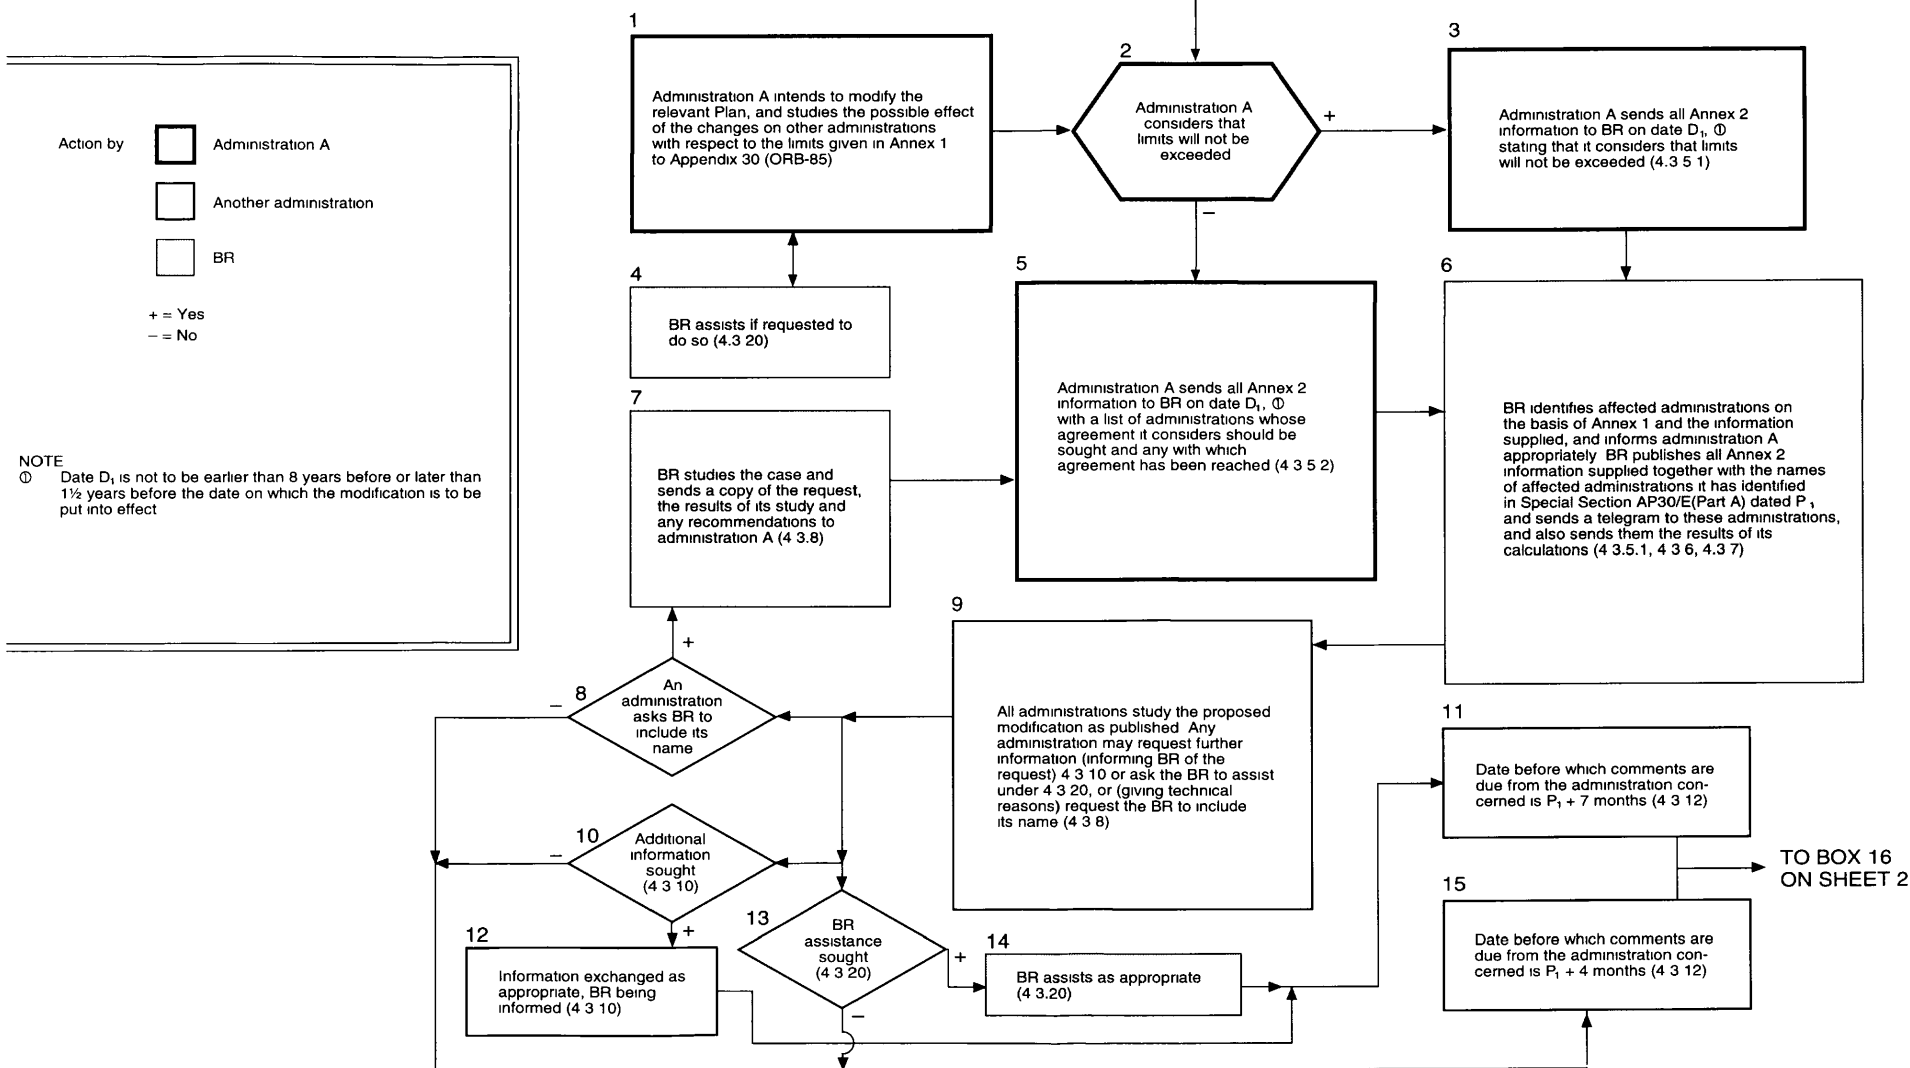 Action by
Administration A
Another administration
BR
+ = Yes
– = No
NOTE
① Date D₁ is not to be earlier than 8 years before or later than
1½ years before the date on which the modification is to be
put into effect
1
Administration A intends to modify the
relevant Plan, and studies the possible effect
of the changes on other administrations
with respect to the limits given in Annex 1
to Appendix 30 (ORB-85)
2
Administration A
considers that
limits will not be
exceeded
+
–
3
Administration A sends all Annex 2
information to BR on date D₁, ①
stating that it considers that limits
will not be exceeded (4.3 5 1)
4
BR assists if requested to
do so (4.3 20)
5
Administration A sends all Annex 2
information to BR on date D₁, ①
with a list of administrations whose
agreement it considers should be
sought and any with which
agreement has been reached (4 3 5 2)
6
BR identifies affected administrations on
the basis of Annex 1 and the information
supplied, and informs administration A
appropriately BR publishes all Annex 2
information supplied together with the names
of affected administrations it has identified
in Special Section AP30/E(Part A) dated P ₁
and sends a telegram to these administrations,
and also sends them the results of its
calculations (4 3.5.1, 4 3 6, 4.3 7)
7
BR studies the case and
sends a copy of the request,
the results of its study and
any recommendations to
administration A (4 3.8)
+
8
An
administration
asks BR to
include its
name
–
9
All administrations study the proposed
modification as published Any
administration may request further
information (informing BR of the
request) 4 3 10 or ask the BR to assist
under 4 3 20, or (giving technical
reasons) request the BR to include
its name (4 3 8)
10
Additional
information
sought
(4 3 10)
–
+
11
Date before which comments are
due from the administration con-
cerned is P₁ + 7 months (4 3 12)
TO BOX 16
ON SHEET 2
12
Information exchanged as
appropriate, BR being
informed (4 3 10)
13
BR
assistance
sought
(4 3 20)
+
–
14
BR assists as appropriate
(4 3.20)
15
Date before which comments are
due from the administration con-
cerned is P₁ + 4 months (4 3 12)